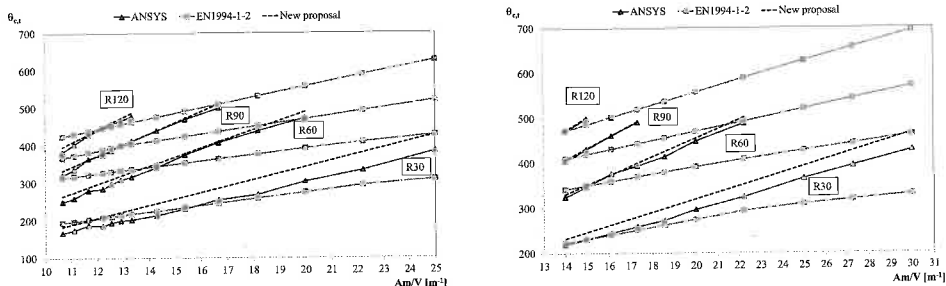 θc,t
ANSYS EN1994-1-2 New proposal
700
600
500
400
300
200
100
R120
R90
R60
R30
10 11 12 13 14 15 16 17 18 19 20 21 22 23 24 25
Am/V [m-1]
θc,t
ANSYS EN1994-1-2 New proposal
700
600
500
400
300
200
R120
R90
R60
R30
13 14 15 16 17 18 19 20 21 22 23 24 25 26 27 28 29 30 31
Am/V [m-1]